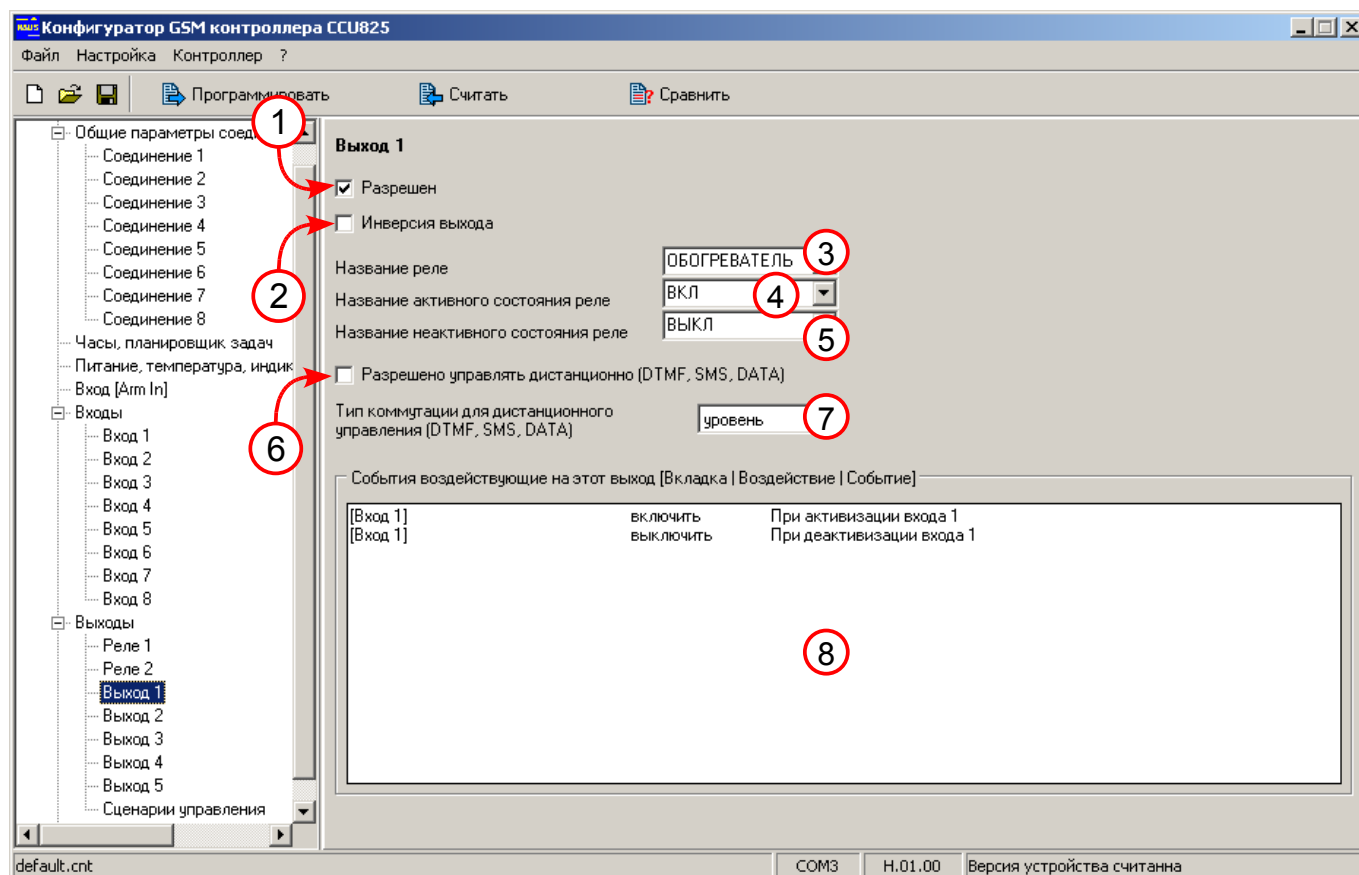 Конфигуратор GSM контроллера CCU825
Файл Настройка Контроллер ?
Программировать Считать Сравнить
Общие параметры соед
Соединение 1
Соединение 2
Соединение 3
Соединение 4
Соединение 5
Соединение 6
Соединение 7
Соединение 8
Часы, планировщик задач
Питание, температура, индик
Вход [Arm In]
Входы
Вход 1
Вход 2
Вход 3
Вход 4
Вход 5
Вход 6
Вход 7
Вход 8
Выходы
Реле 1
Реле 2
Выход 1
Выход 2
Выход 3
Выход 4
Выход 5
Сценарии управления
1
2
6
Выход 1
Разрешен
Инверсия выхода
Название реле ОБОГРЕВАТЕЛЬ 3
Название активного состояния реле ВКЛ 4
Название неактивного состояния реле ВЫКЛ 5
Разрешено управлять дистанционно (DTMF, SMS, DATA)
Тип коммутации для дистанционного
управления (DTMF, SMS, DATA) уровень 7
События воздействующие на этот выход [Вкладка | Воздействие | Событие]
[Вход 1] включить При активизации входа 1
[Вход 1] выключить При деактивизации входа 1
8
default.cnt COM3 H.01.00 Версия устройства считанна